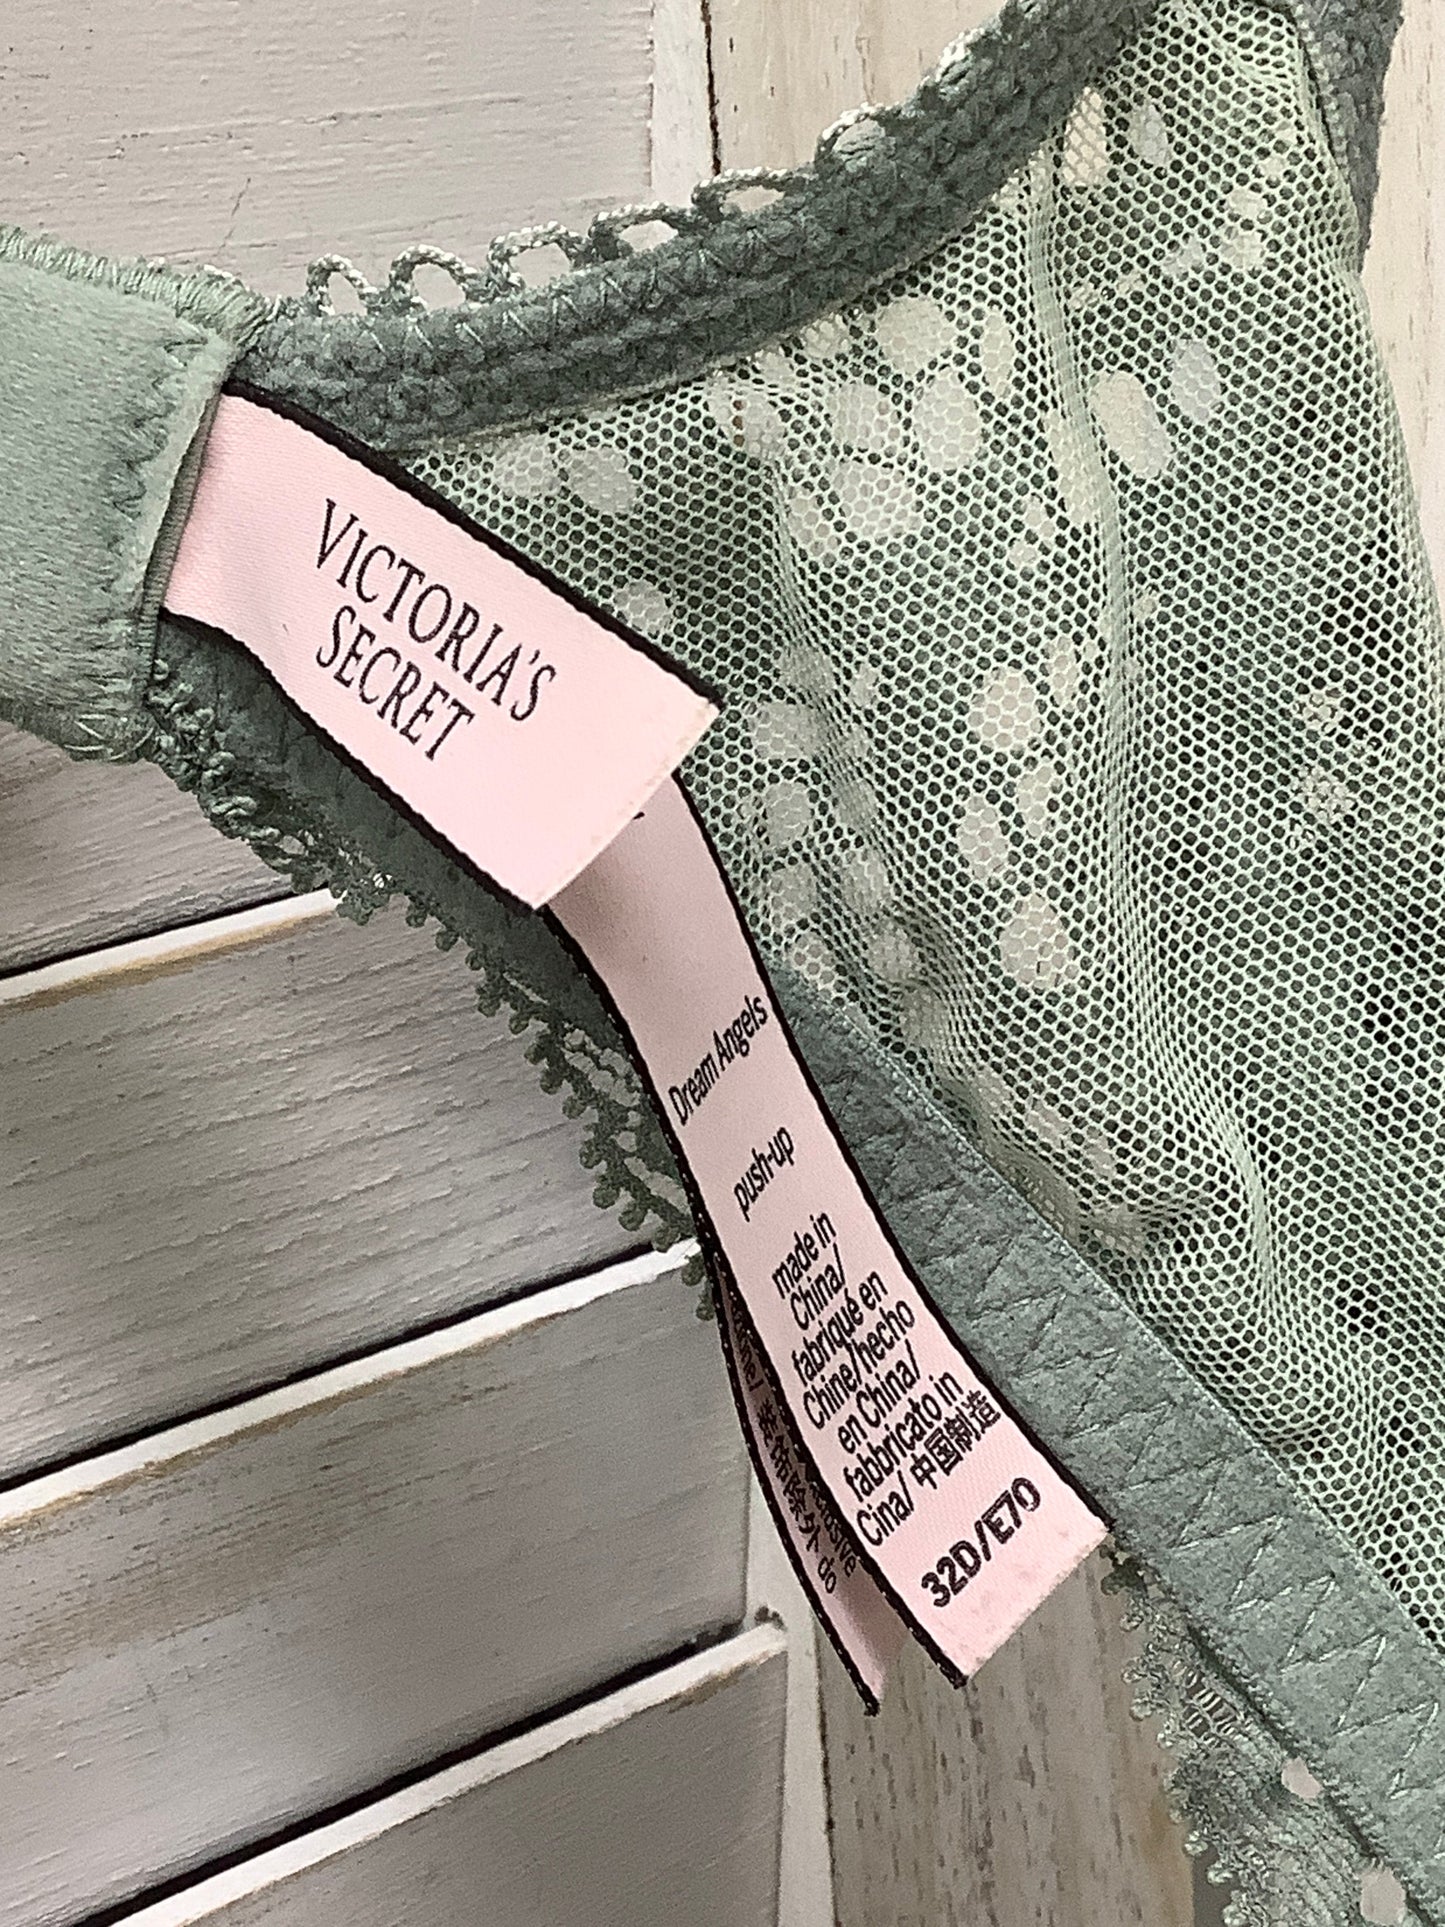 VICTORIA'S
SECRET
Dream Angels
push-up
made in
China/
fabriqué en
Chine/hecho
en China/
fabbricato in
Cina/ 中国制造
32D/E70